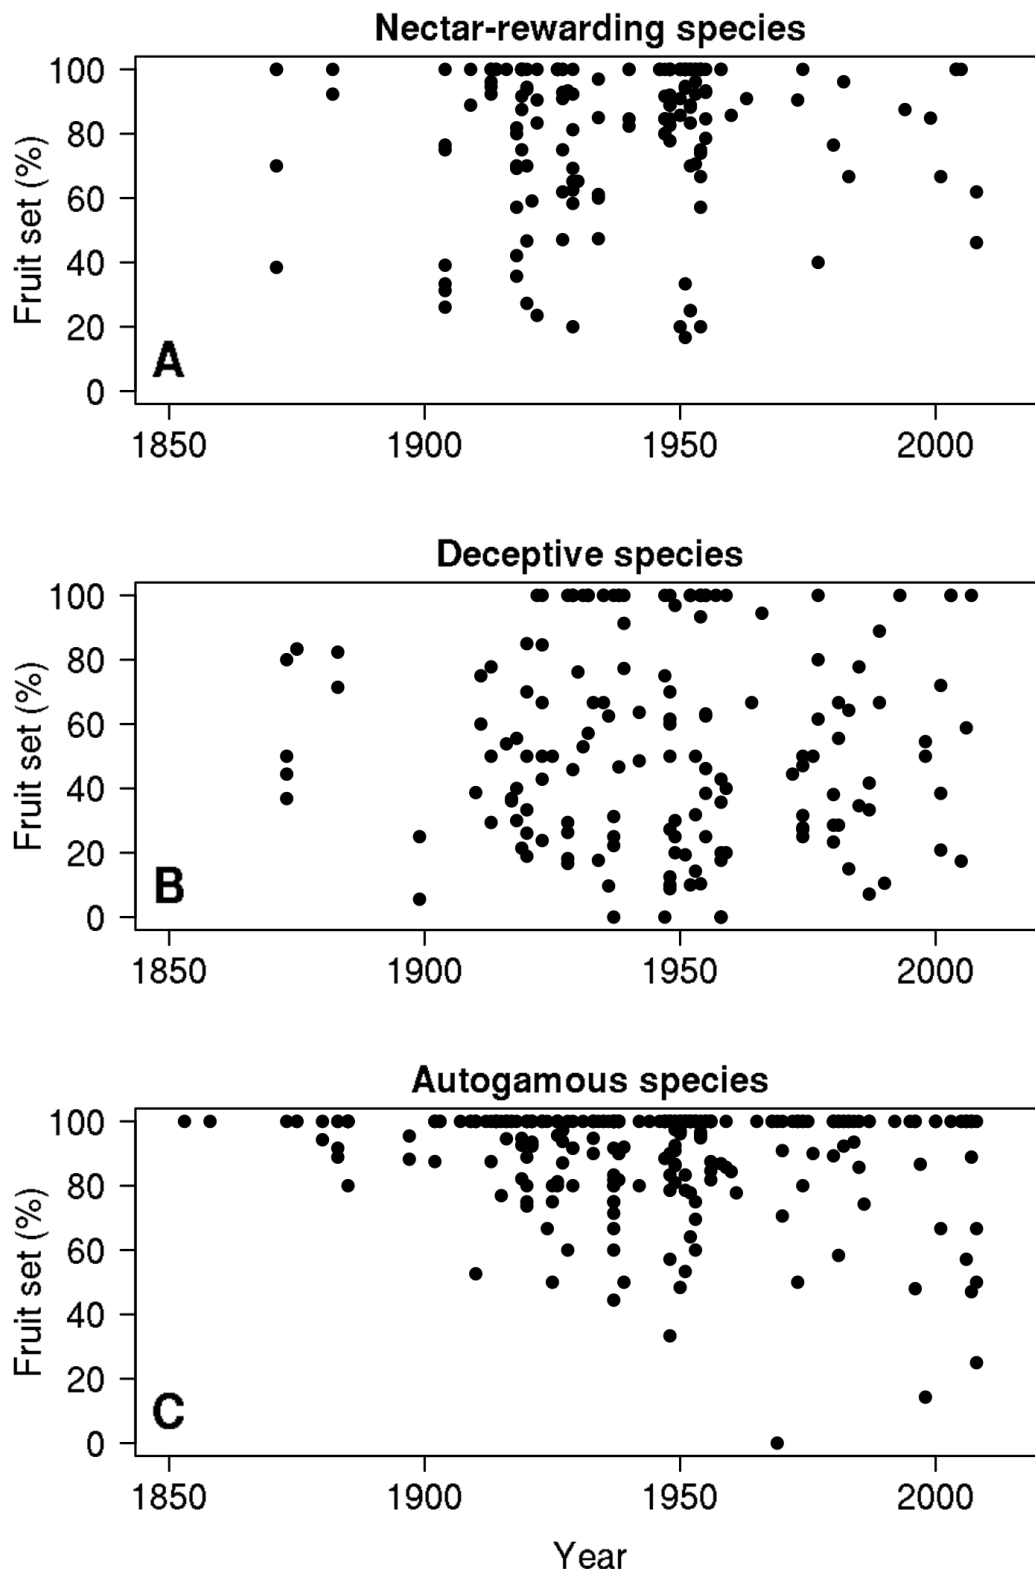 Nectar-rewarding species
Fruit set (%)
100
80
60
40
20
0
A
1850 1900 1950 2000
Deceptive species
Fruit set (%)
100
80
60
40
20
0
B
1850 1900 1950 2000
Autogamous species
Fruit set (%)
100
80
60
40
20
0
C
1850 1900 1950 2000
Year